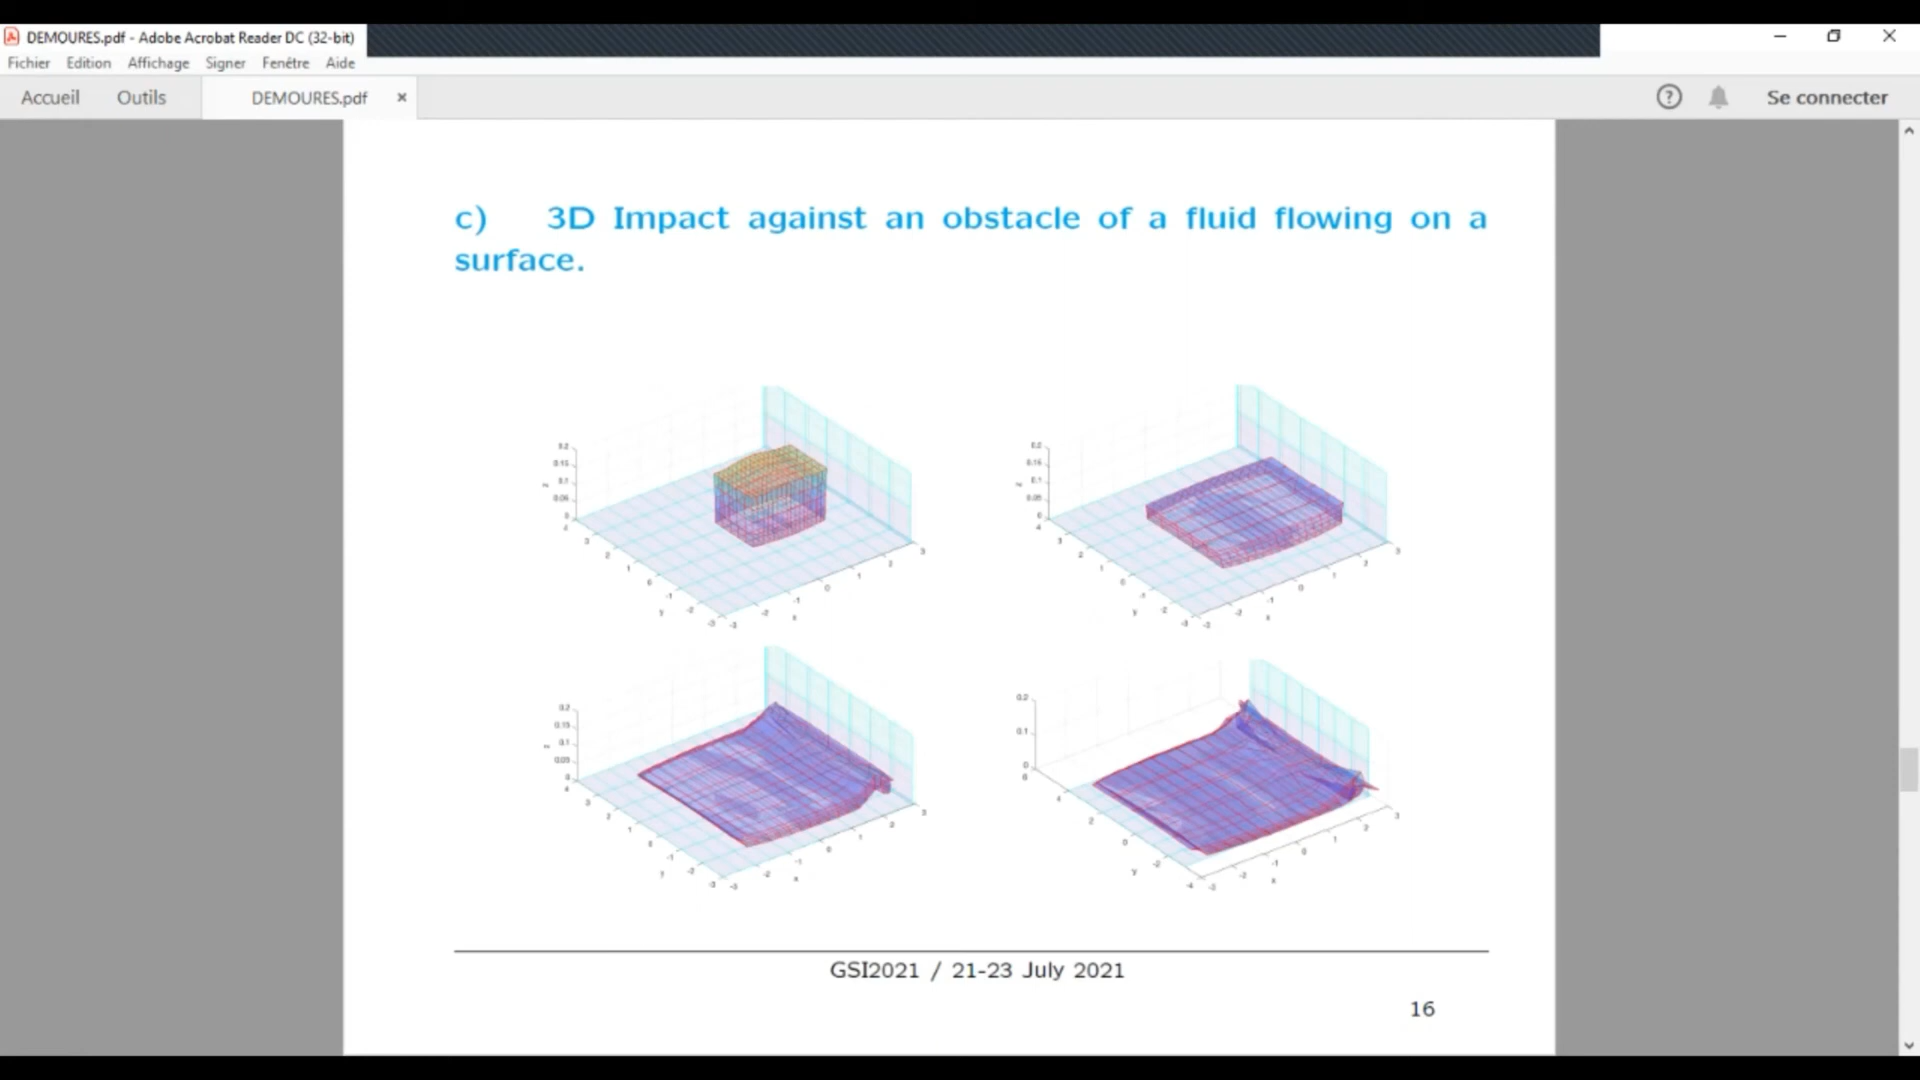 DEMOURES.pdf - Adobe Acrobat Reader DC (32-bit)
Fichier Edition Affichage Signer Fenêtre Aide
Accueil Outils DEMOURES.pdf × ? Se connecter
c) 3D Impact against an obstacle of a fluid flowing on a
surface.
GSI2021 / 21-23 July 2021
16